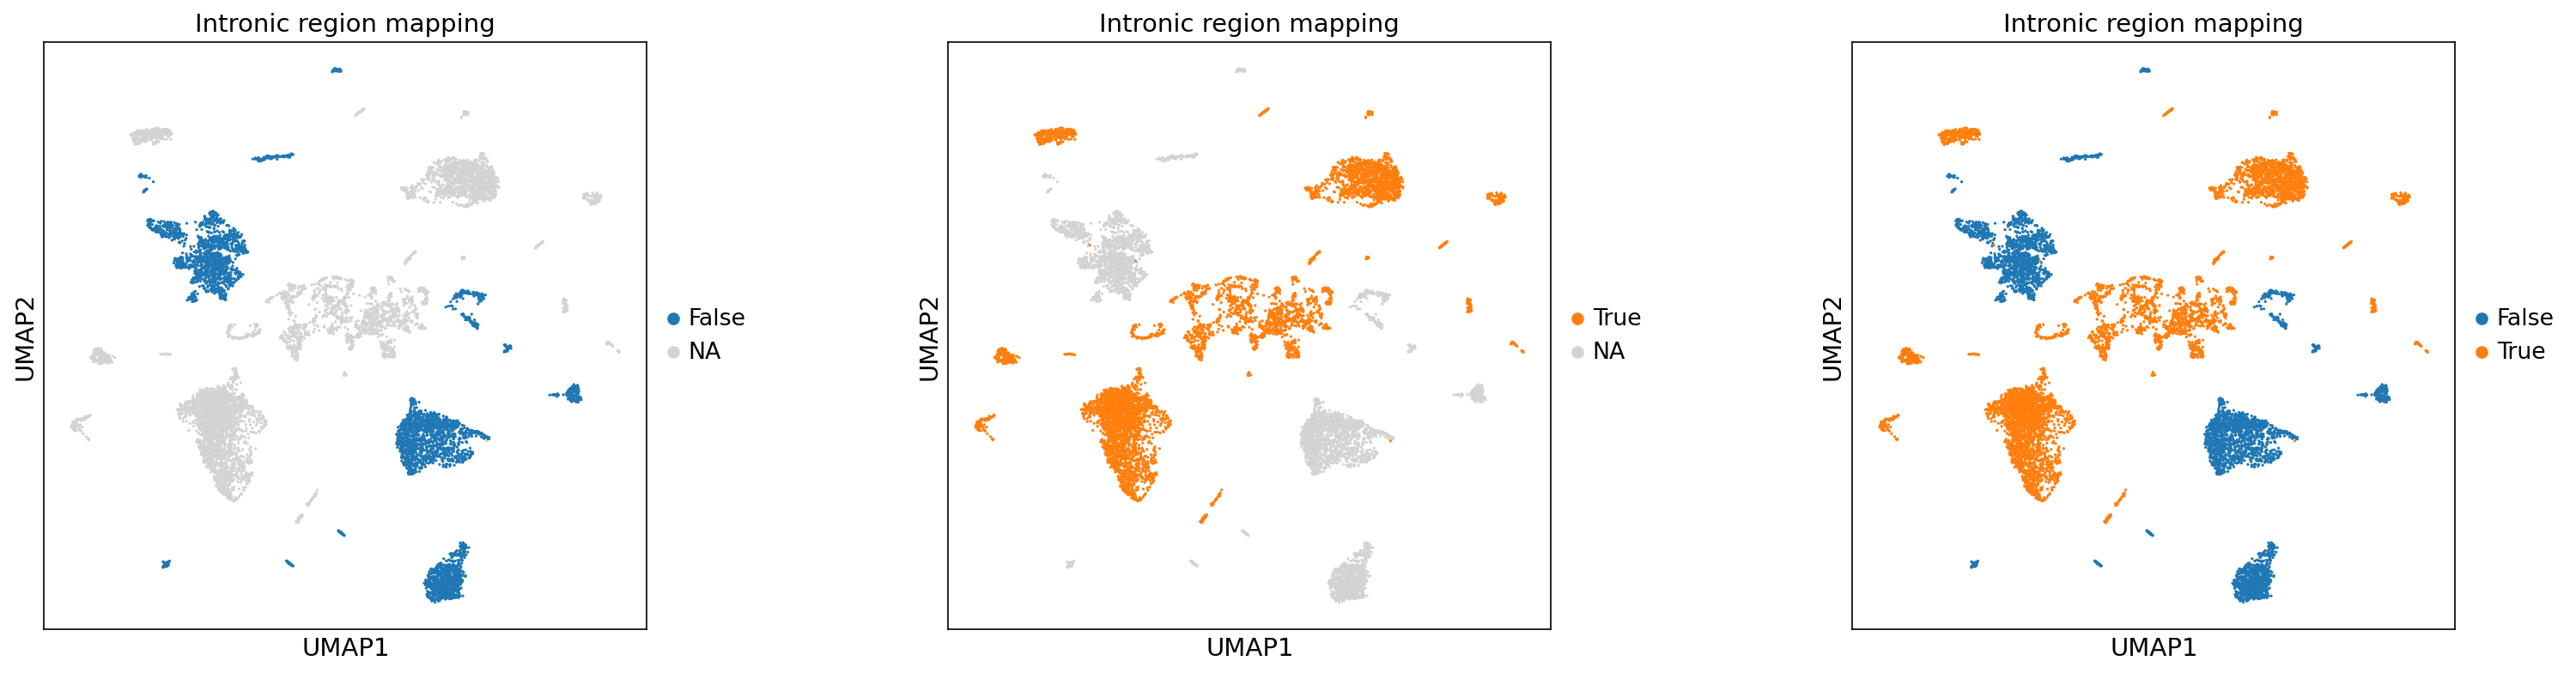 Intronic region mapping
UMAP2
UMAP1
False
NA
Intronic region mapping
UMAP2
UMAP1
True
NA
Intronic region mapping
UMAP2
UMAP1
False
True